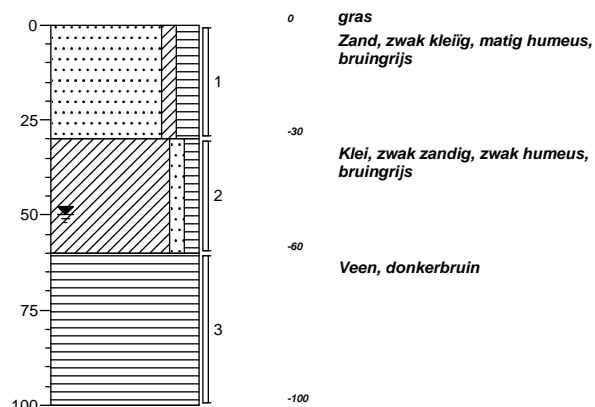 0
0
gras
Zand, zwak kleiïg, matig humeus,
bruingrijs
1
25
-30
Klei, zwak zandig, zwak humeus,
bruingrijs
2
50
-60
Veen, donkerbruin
75
3
100
-100